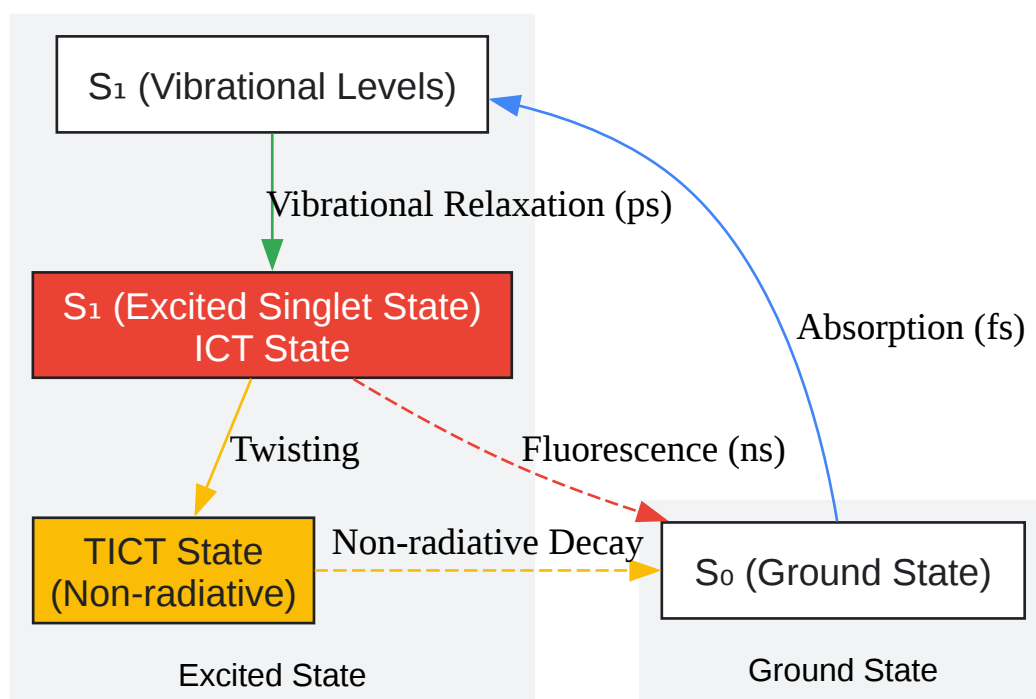 S₁ (Vibrational Levels)
Vibrational Relaxation (ps)
S₁ (Excited Singlet State)
ICT State
Absorption (fs)
Twisting
Fluorescence (ns)
TICT State
(Non-radiative)
Non-radiative Decay
S₀ (Ground State)
Excited State
Ground State